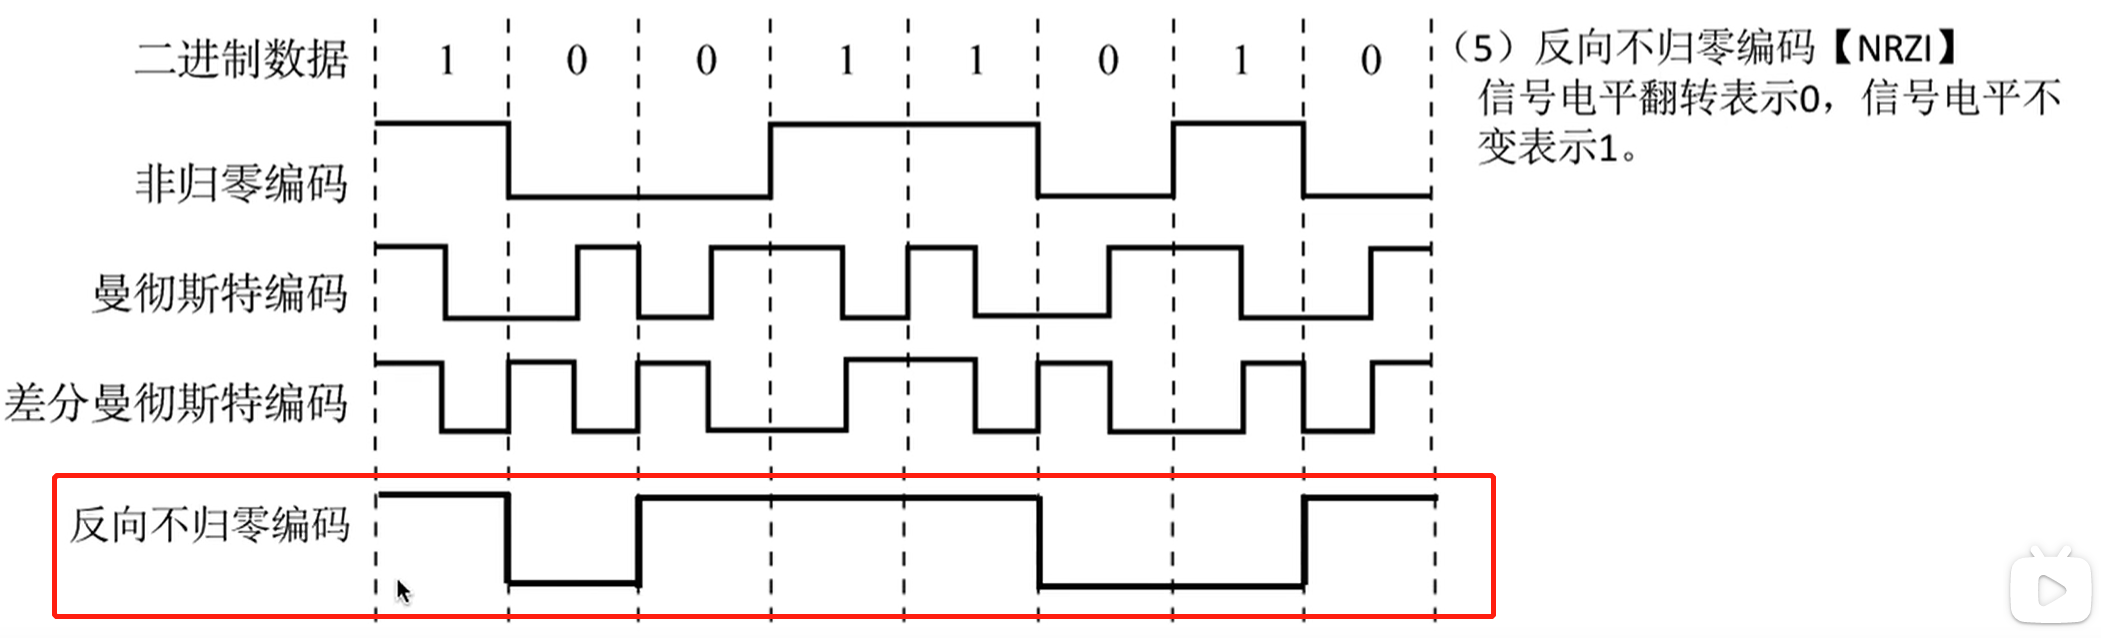 二进制数据 1 0 0 1 1 0 1 0
非归零编码
曼彻斯特编码
差分曼彻斯特编码
反向不归零编码
（5）反向不归零编码【NRZI】
信号电平翻转表示0，信号电平不
变表示1。